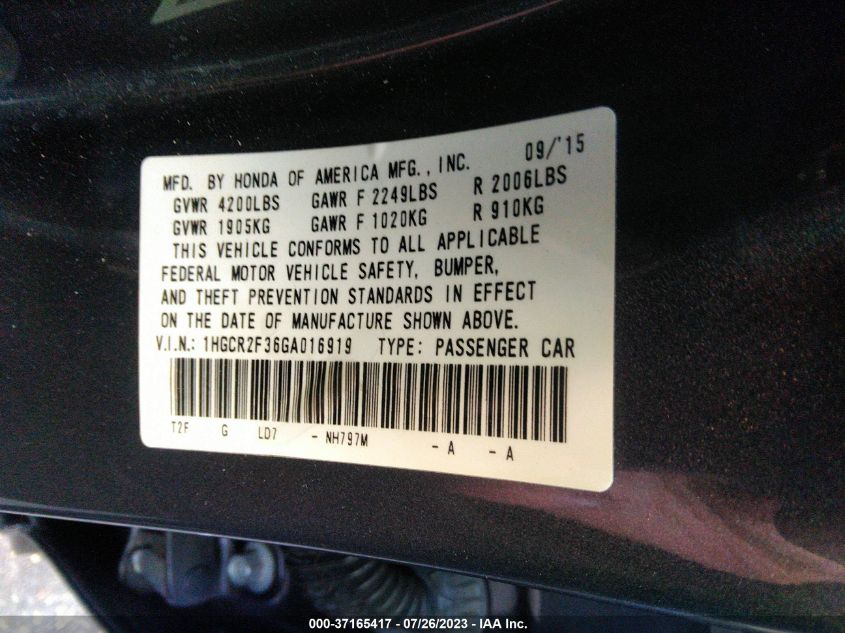 MFD. BY HONDA OF AMERICA MFG., INC. 09/'15
GVWR 4200LBS GAWR F 2249LBS R 2006LBS
GVWR 1905KG GAWR F 1020KG R 910KG
THIS VEHICLE CONFORMS TO ALL APPLICABLE
FEDERAL MOTOR VEHICLE SAFETY, BUMPER,
AND THEFT PREVENTION STANDARDS IN EFFECT
ON THE DATE OF MANUFACTURE SHOWN ABOVE.
V.I.N.: 1HGCR2F36GA016919 TYPE: PASSENGER CAR
T2F G LD7 - NH797M - A - A
000-37165417 / 07/26/2023 - IAA Inc.